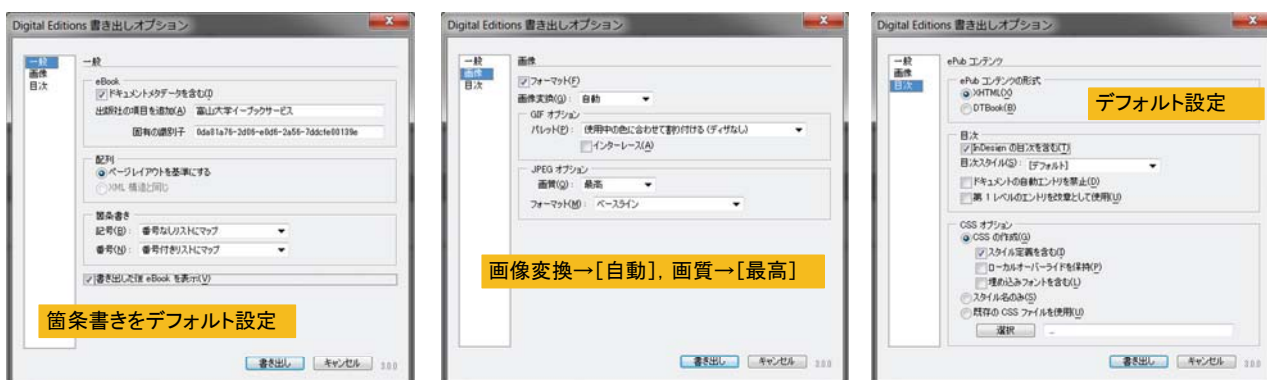 Digital Editions 書き出しオプション
一般
画像
目次
一般
eBook
ドキュメントメタデータを含む(I)
出版社の項目を追加(A) 富山大学イーブックサービス
固有の識別子 0da81a76-2d06-e0d6-2a56-7ddcfe00139e
配列
ページレイアウトを基準にする
XML 構造と同じ
箇条書き
記号(B): 番号なしリストにマップ
番号(N): 番号付きリストにマップ
書き出した後 eBook を表示(V)
箇条書きをデフォルト設定
書き出し キャンセル 3.0.0
Digital Editions 書き出しオプション
一般
画像
目次
画像
フォーマット(F)
画像変換(G): 自動
GIF オプション
パレット(P): 使用中の色に合わせて割り付ける (ディザなし)
インターレース(A)
JPEG オプション
画質(Q): 最高
フォーマット(M): ベースライン
画像変換→[自動], 画質→[最高]
書き出し キャンセル 3.0.0
Digital Editions 書き出しオプション
一般
画像
目次
ePub コンテンツ
ePub コンテンツの形式
XHTML(X)
DTBook(B)
デフォルト設定
目次
InDesign の目次を含む(T)
目次スタイル(S): [デフォルト]
ドキュメントの自動エントリを禁止(D)
第 1 レベルのエントリを改章として使用(U)
CSS オプション
CSS の作成(G)
スタイル定義を含む(I)
ローカルオーバーライドを保持(P)
埋め込みフォントを含む(L)
スタイル名のみ(S)
既存の CSS ファイルを使用(U)
選択 ...
書き出し キャンセル 3.0.0